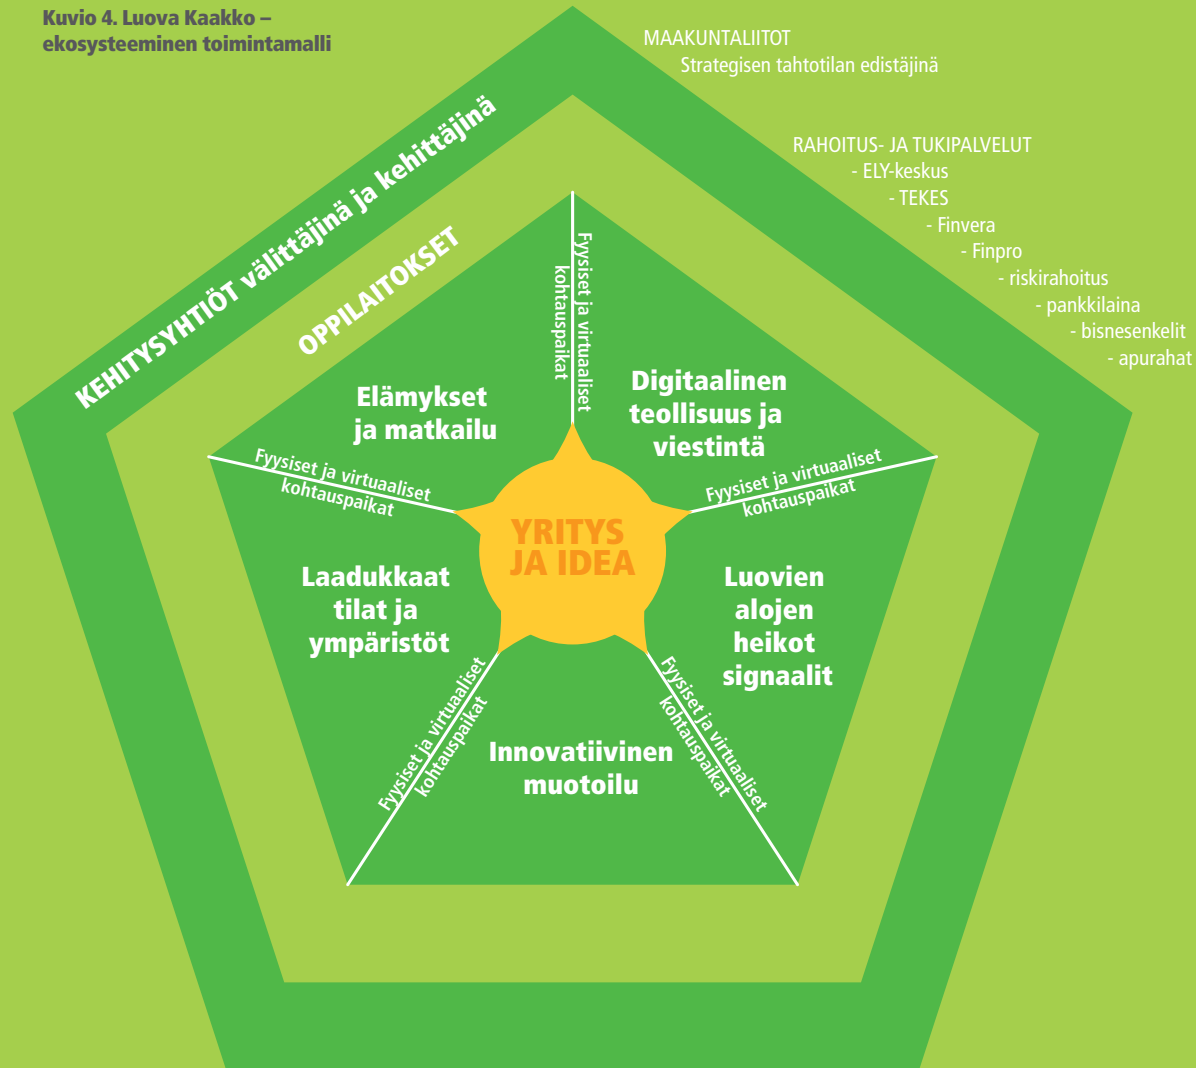 Kuvio 4. Luova Kaakko –
ekosysteeminen toimintamalli
MAAKUNTALIITOT
Strategisen tahtotilan edistäjinä
RAHOITUS- JA TUKIPALVELUT
- ELY-keskus
- TEKES
- Finvera
- Finpro
- riskirahoitus
- pankkilaina
- bisnesenkelit
- apurahat
KEHITYSYHTIÖT välittäjinä ja kehittäjinä
OPPILAITOKSET
Fyysiset ja virtuaaliset
kohtauspaikat
Elämykset
ja matkailu
Digitaalinen
teollisuus ja
viestintä
Fyysiset ja virtuaaliset
kohtauspaikat
Fyysiset ja virtuaaliset
kohtauspaikat
YRITYS
JA IDEA
Laadukkaat
tilat ja
ympäristöt
Luovien
alojen
heikot
signaalit
Fyysiset ja virtuaaliset
kohtauspaikat
Fyysiset ja virtuaaliset
kohtauspaikat
Innovatiivinen
muotoilu